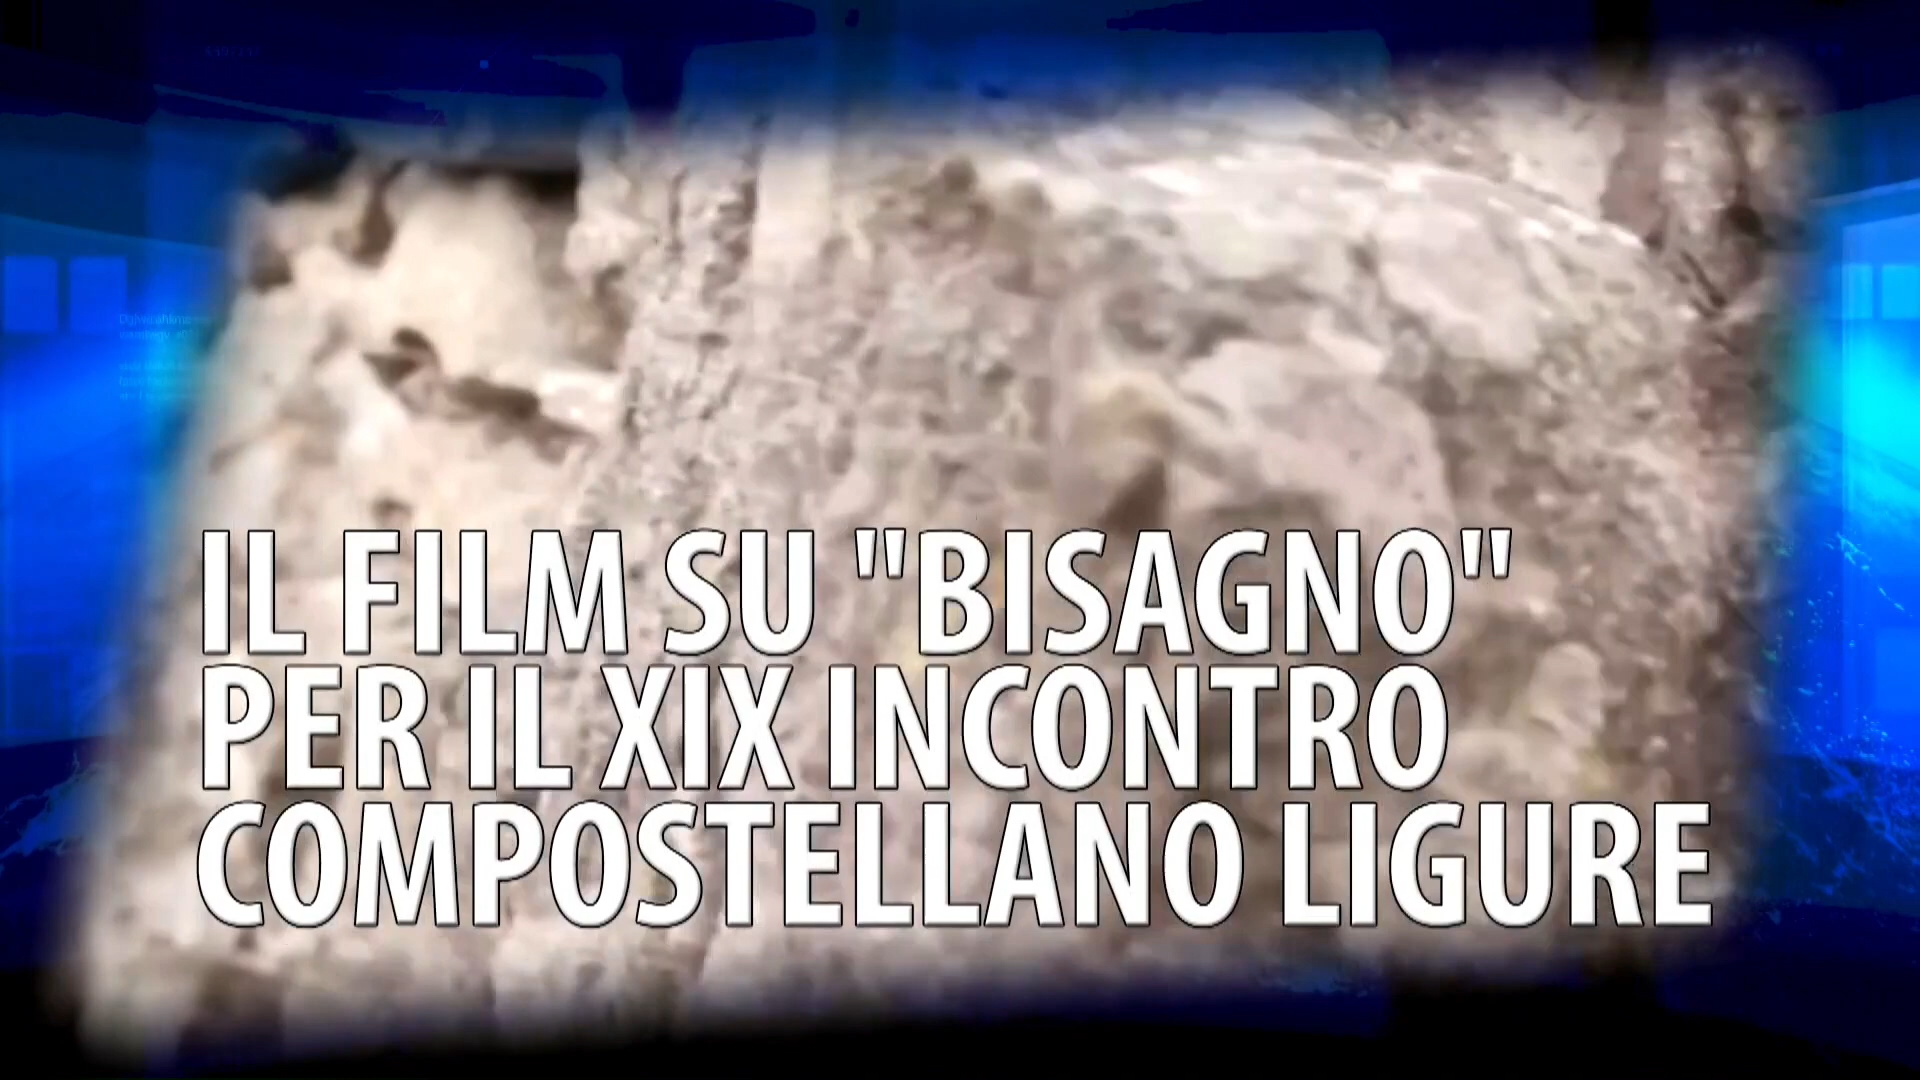 IL FILM SU "BISAGNO"
PER IL XIX INCONTRO
COMPOSTELLANO LIGURE